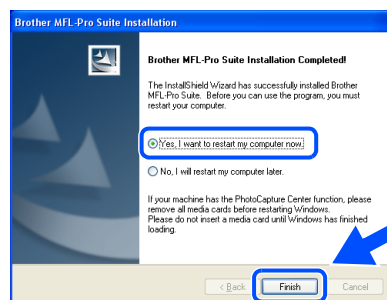 Brother MFL-Pro Suite Installation
Brother MFL-Pro Suite Installation Completed!
The InstallShield Wizard has successfully installed Brother
MFL-Pro Suite. Before you can use the program, you must
restart your computer.
Yes, I want to restart my computer now.
No, I will restart my computer later.
If your machine has the PhotoCapture Center function, please
remove all media cards before restarting Windows.
Please do not insert a media card until Windows has finished
loading.
< Back Finish Cancel